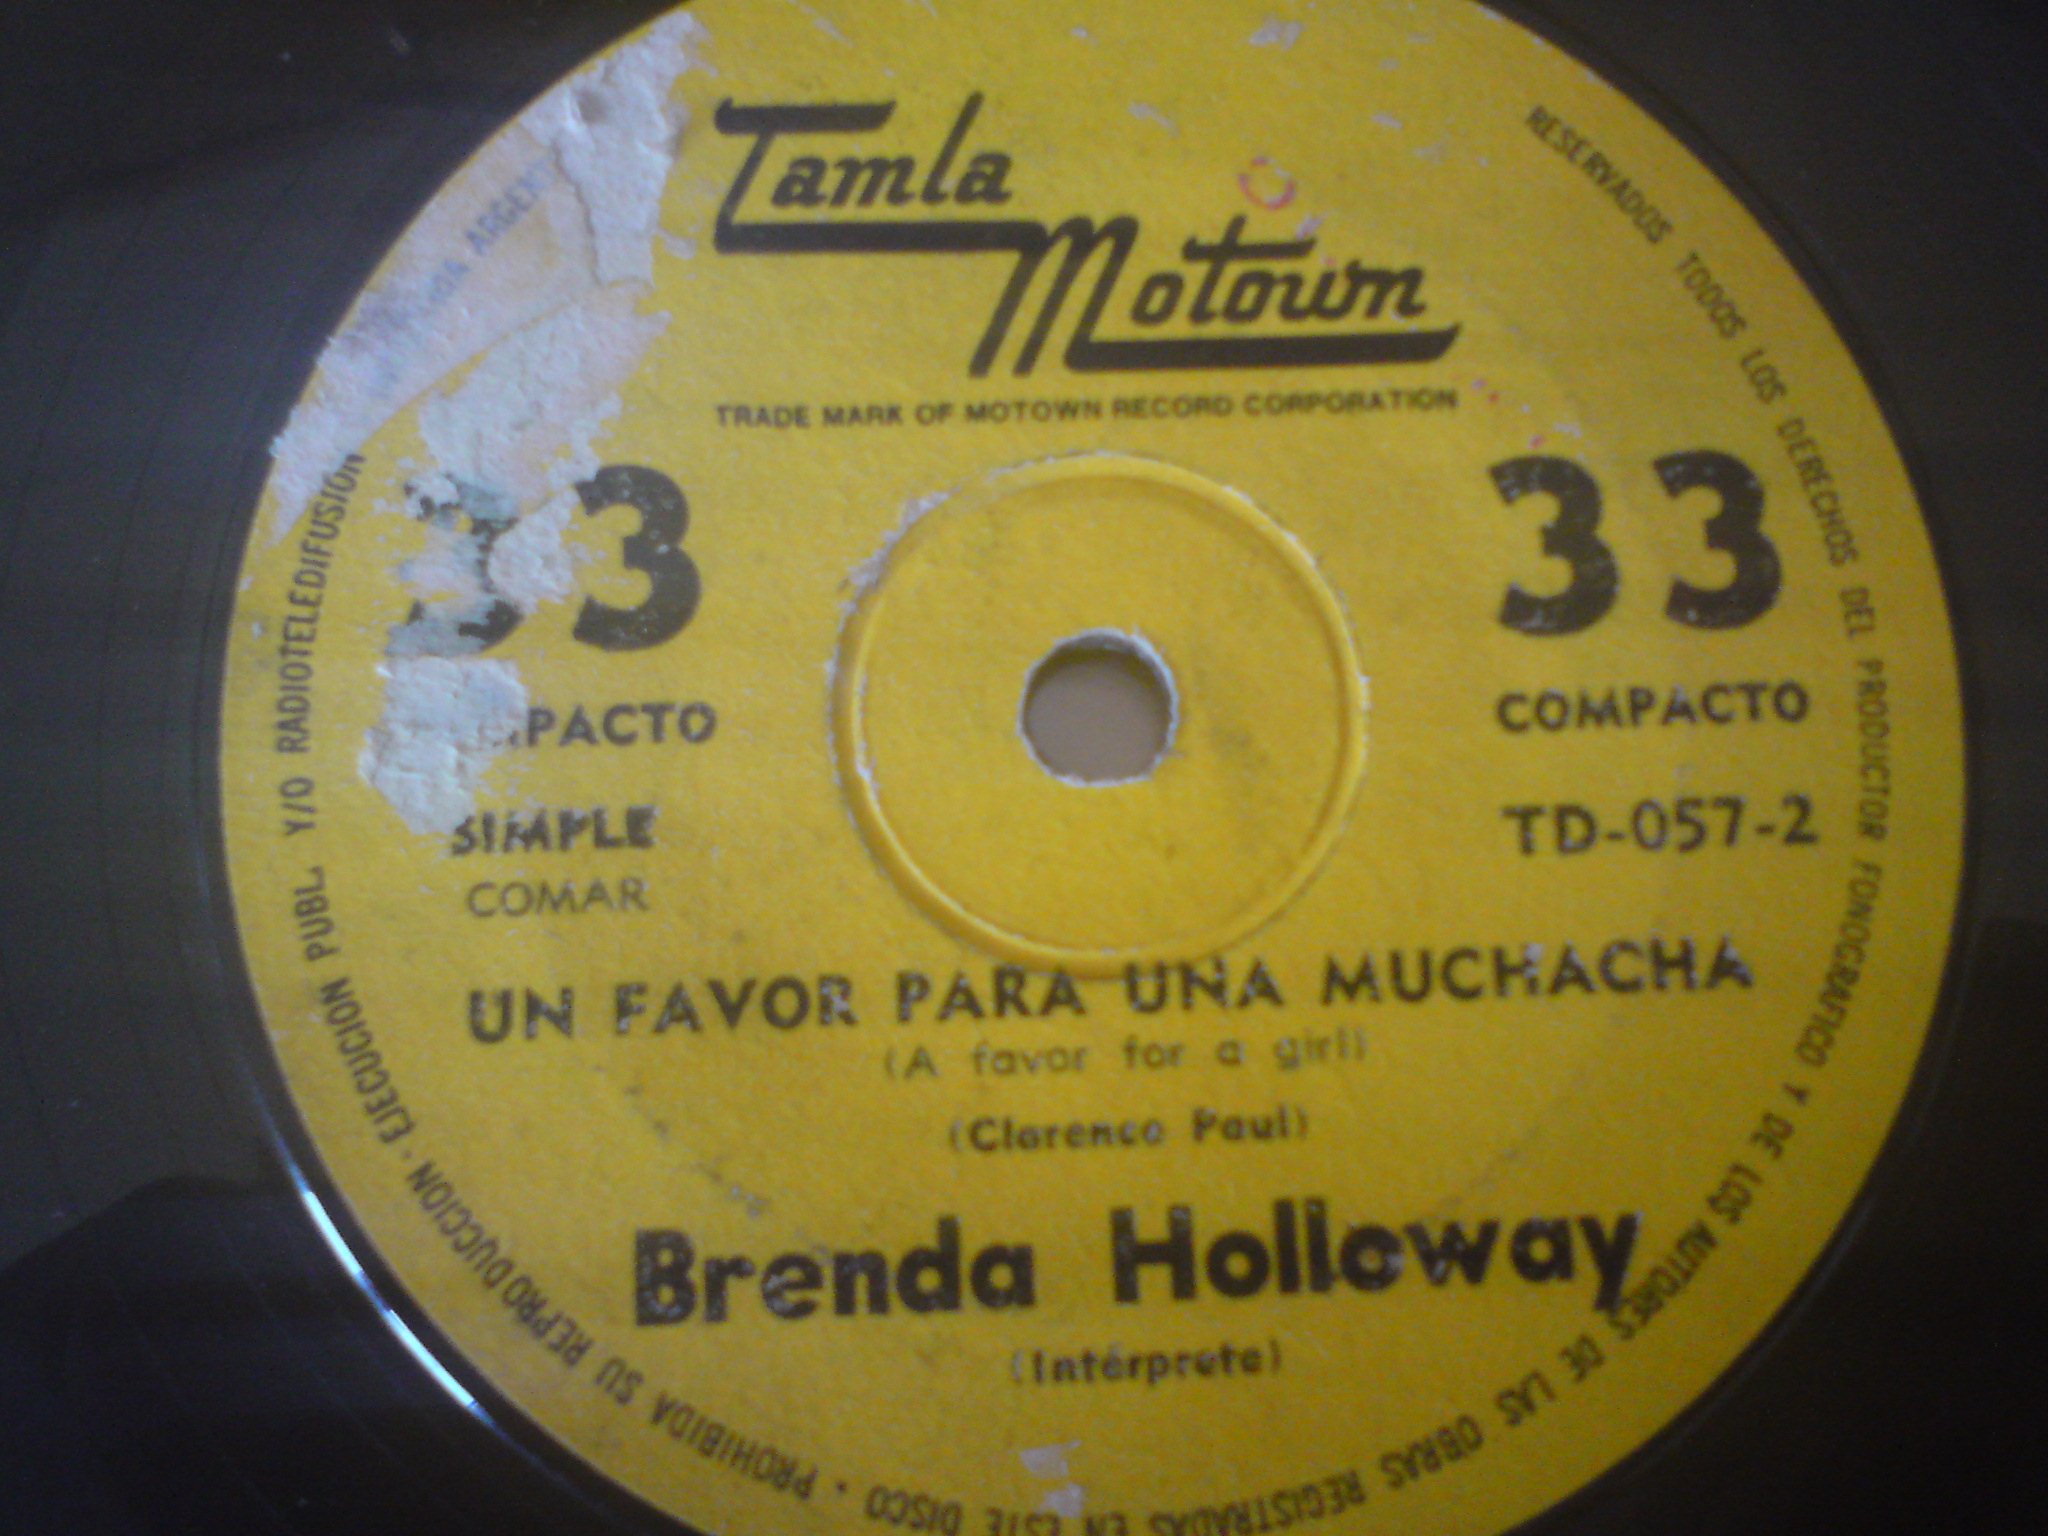 Tamla
Motown
TRADE MARK OF MOTOWN RECORD CORPORATION
33
COMPACTO
TD-057-2
33
SIMPLE
COMAR
UN FAVOR PARA UNA MUCHACHA
(A favor for a girl)
(Clarence Paul)
Brenda Holloway
(Intérprete)
RESERVADOS TODOS LOS DERECHOS DEL PRODUCTOR FONOGRAFICO Y DE LOS AUTORES DE LAS OBRAS REGISTRADAS EN ESTE DISCO · PROHIBIDA SU REPRODUCCION · EJECUCION PUBL. Y/O RADIOTELEDIFUSION